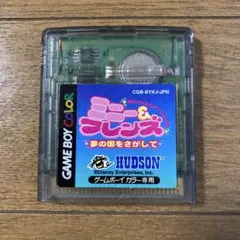 CGB-BYKJ-JPN
GAME BOY COLOR
ミニー&
フレンズ
夢の国をさがして
HUDSON
©Disney Enterprises, Inc.
ゲームボーイ カラー専用